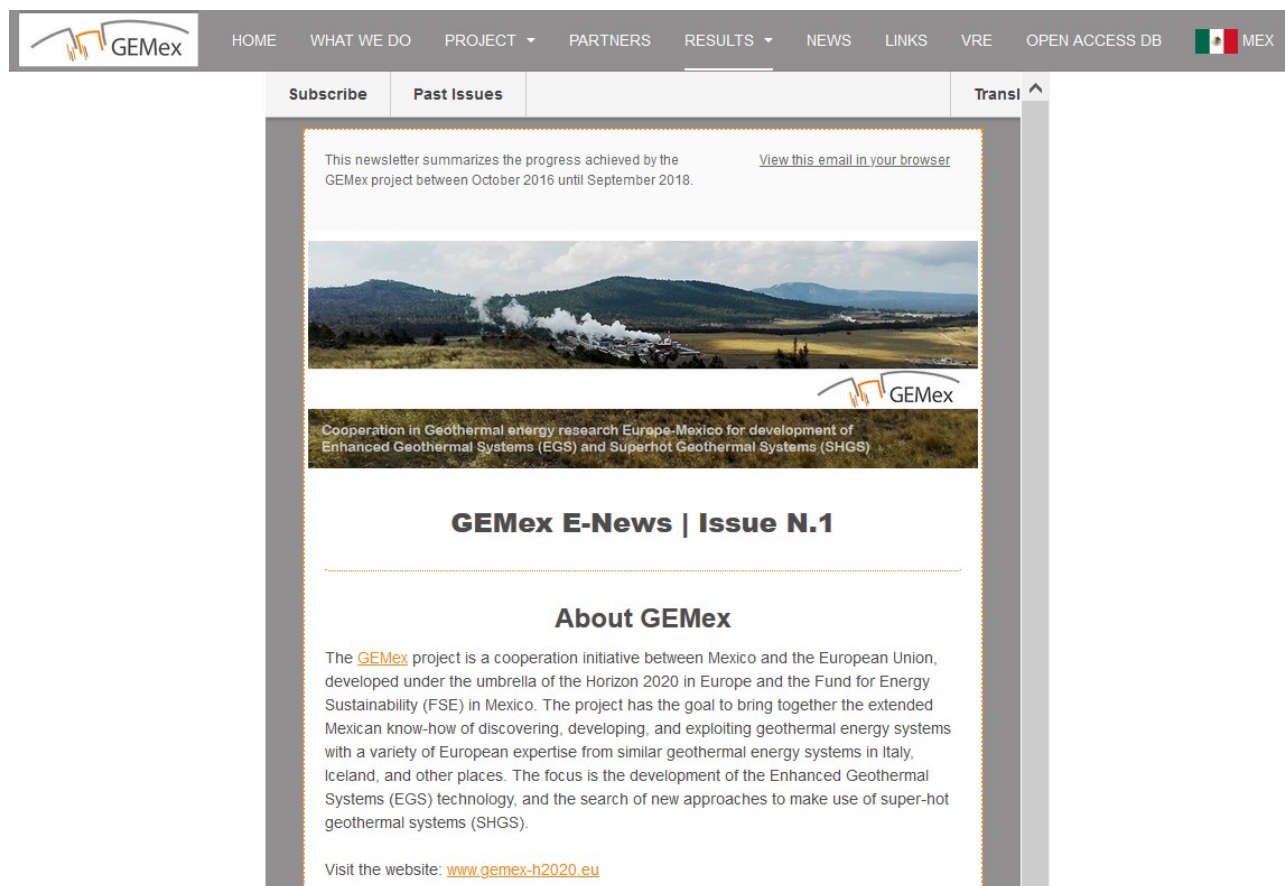 GEMex HOME WHAT WE DO PROJECT PARTNERS RESULTS NEWS LINKS VRE OPEN ACCESS DB MEX
Subscribe Past Issues Transl
This newsletter summarizes the progress achieved by the View this email in your browser
GEMex project between October 2016 until September 2018.
GEMex
Cooperation in Geothermal energy research Europe-Mexico for development of
Enhanced Geothermal Systems (EGS) and Superhot Geothermal Systems (SHGS)
GEMex E-News | Issue N.1
About GEMex
The GEMex project is a cooperation initiative between Mexico and the European Union,
developed under the umbrella of the Horizon 2020 in Europe and the Fund for Energy
Sustainability (FSE) in Mexico. The project has the goal to bring together the extended
Mexican know-how of discovering, developing, and exploiting geothermal energy systems
with a variety of European expertise from similar geothermal energy systems in Italy,
Iceland, and other places. The focus is the development of the Enhanced Geothermal
Systems (EGS) technology, and the search of new approaches to make use of super-hot
geothermal systems (SHGS).
Visit the website: www.gemex-h2020.eu